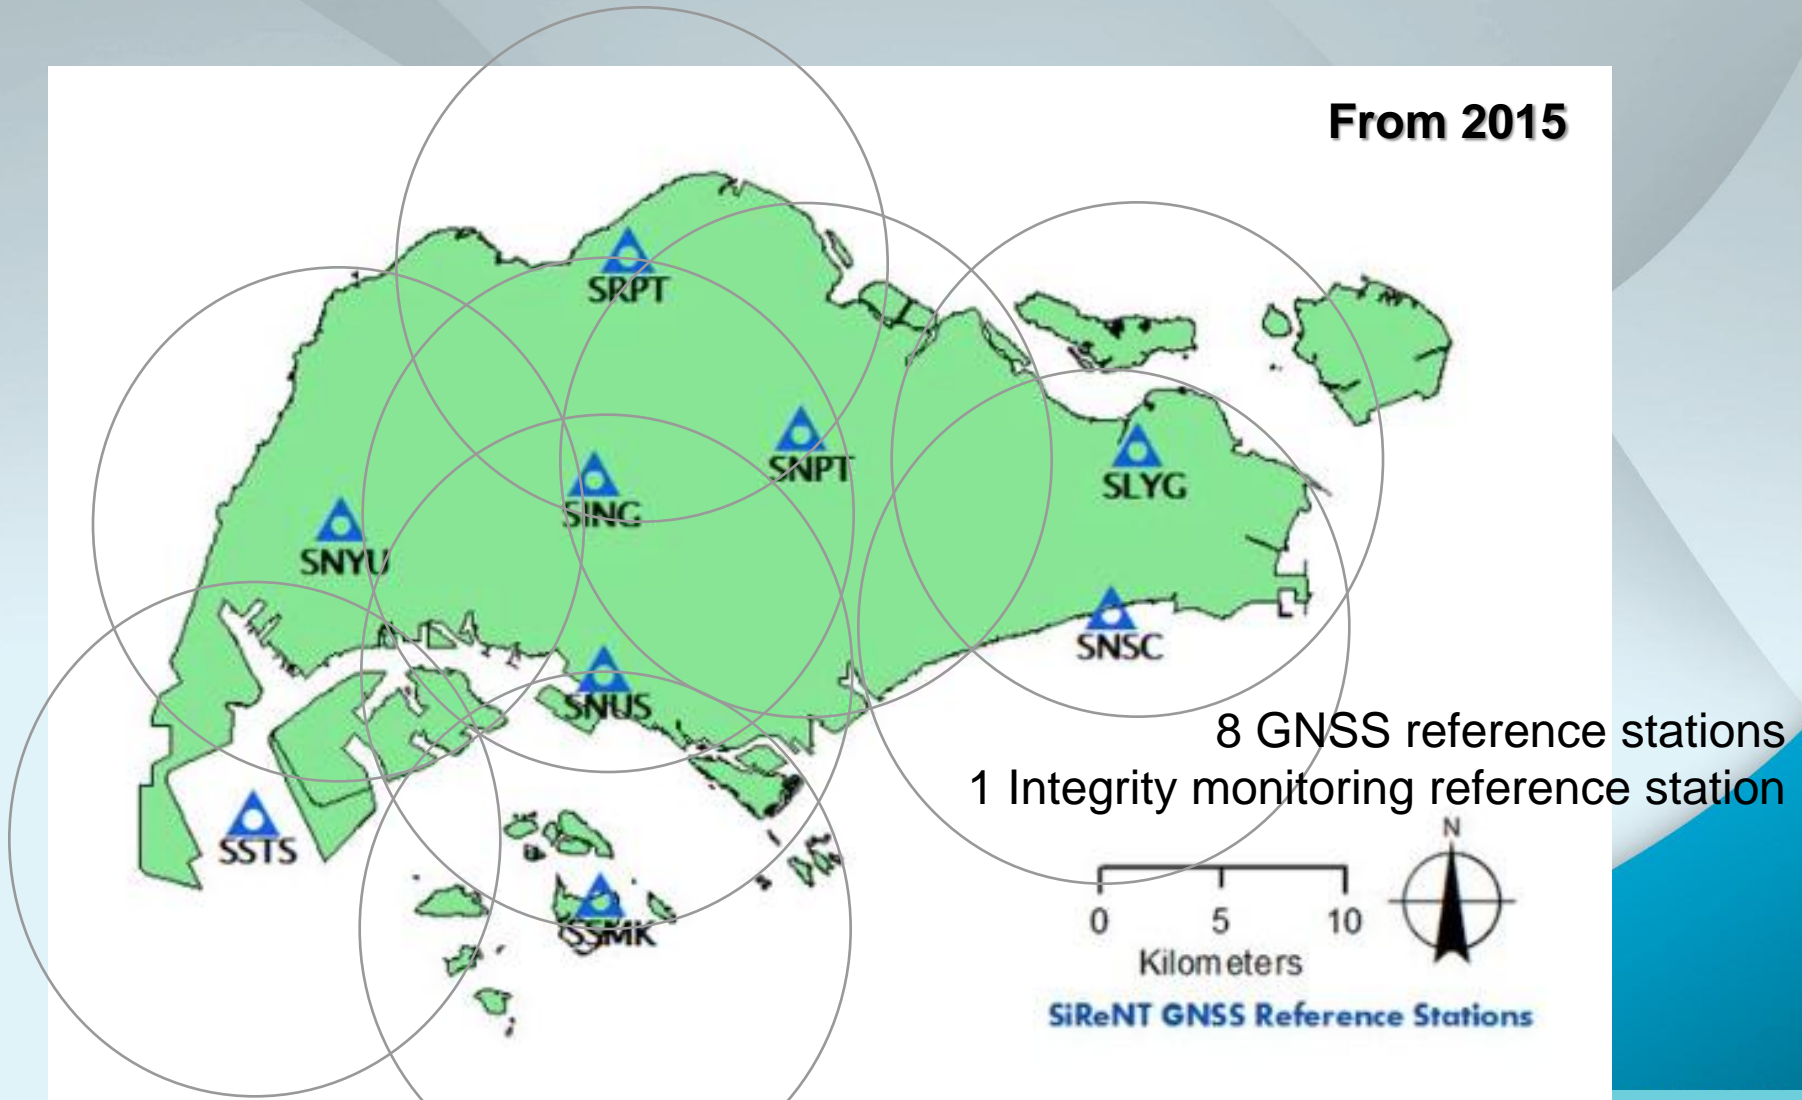 From 2015
SRPT
SNPT
SLYG
SING
SNYU
SNSC
SNUS
8 GNSS reference stations
1 Integrity monitoring reference station
SSTS
SSMK
N
0 5 10
Kilometers
SiReNT GNSS Reference Stations